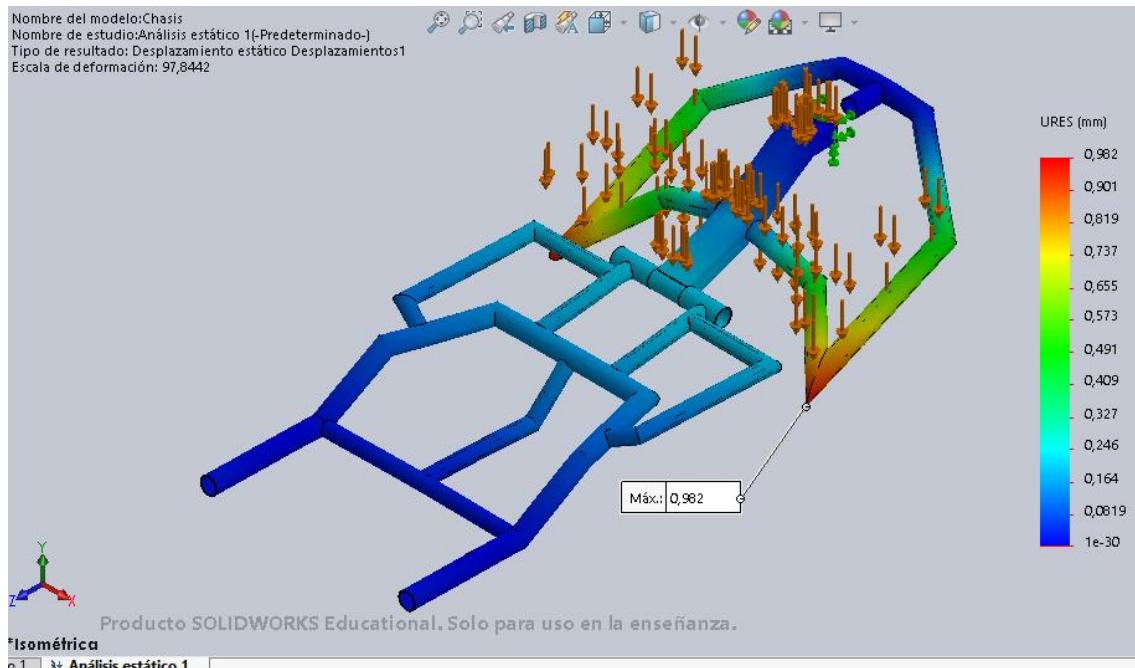 Nombre del modelo:Chasis
Nombre de estudio:Análisis estático 1(-Predeterminado-)
Tipo de resultado: Desplazamiento estático Desplazamientos1
Escala de deformación: 97,8442
URES (mm)
0,982
0,901
0,819
0,737
0,655
0,573
0,491
0,409
0,327
0,246
0,164
0,0819
1e-30
Máx.: 0,982
Y
Z
X
Producto SOLIDWORKS Educational. Solo para uso en la enseñanza.
*Isométrica
o 1
Análisis estático 1